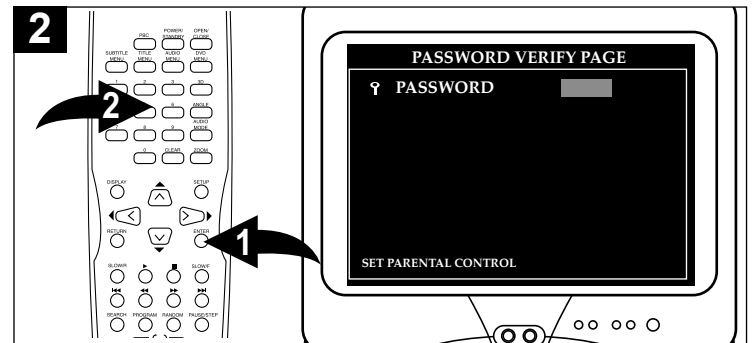 2
PBC POWER/ STANDBY OPEN/ CLOSE
SUBTITLE MENU TITLE MENU AUDIO MENU DVD MENU
1 2 3 3D
2 6 ANGLE
7 8 9 AUDIO MODE
0 CLEAR ZOOM
DISPLAY SETUP
RETURN ENTER
1
SLOW/R SLOW/F
SEARCH PROGRAM RANDOM PAUSE/STEP
PASSWORD VERIFY PAGE
PASSWORD
SET PARENTAL CONTROL